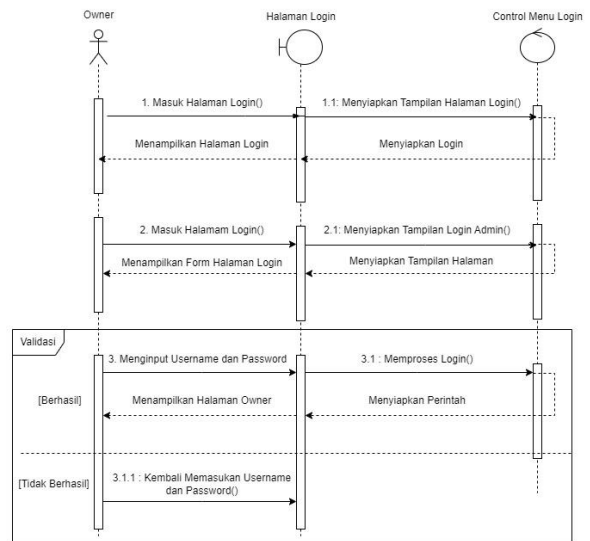 Owner
Halaman Login
Control Menu Login
1. Masuk Halaman Login()
1.1: Menyiapkan Tampilan Halaman Login()
Menampilkan Halaman Login
Menyiapkan Login
2. Masuk Halamam Login()
2.1: Menyiapkan Tampilan Login Admin()
Menampilkan Form Halaman Login
Menyiapkan Tampilan Halaman
Validasi
3. Menginput Username dan Password
3.1 : Memproses Login()
[Berhasil]
Menampilkan Halaman Owner
Menyiapkan Perintah
[Tidak Berhasil]
3.1.1 : Kembali Memasukan Username
dan Password()